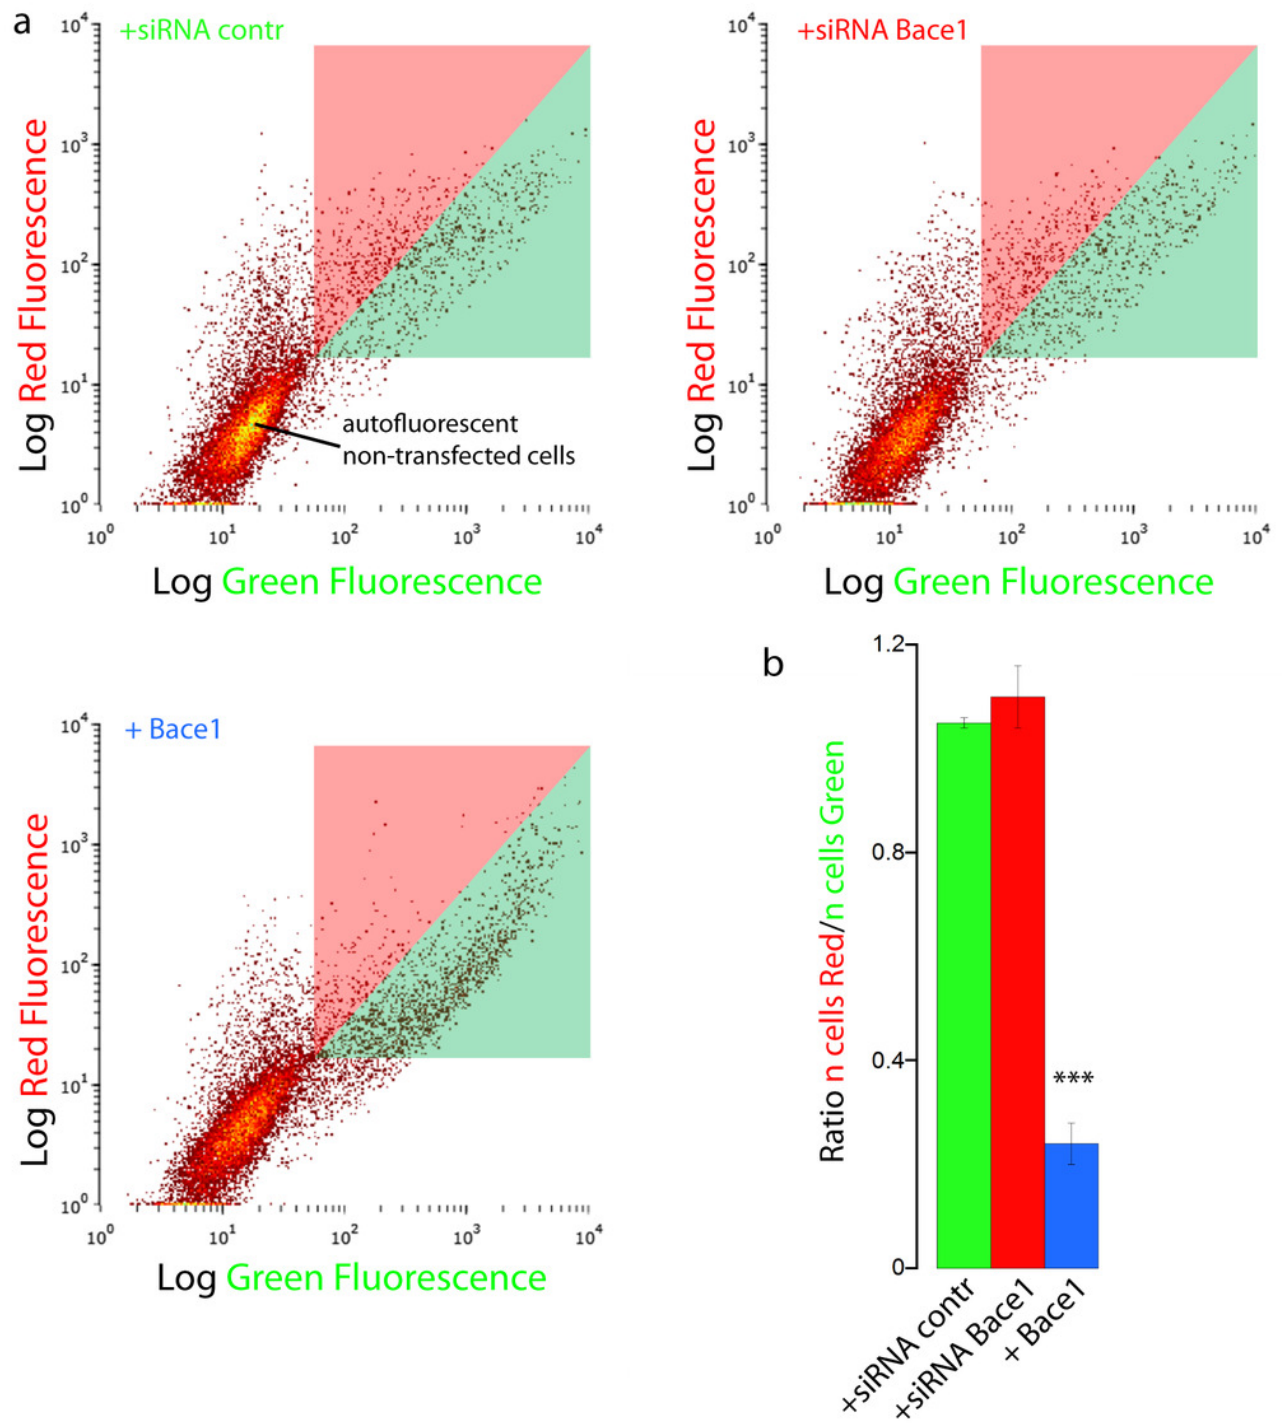 a
+siRNA contr
Log Red Fluorescence
10⁴
10³
10²
10¹
10⁰
autofluorescent
non-transfected cells
10⁰ 10¹ 10² 10³ 10⁴
Log Green Fluorescence
+siRNA Bace1
Log Red Fluorescence
10⁴
10³
10²
10¹
10⁰
10⁰ 10¹ 10² 10³ 10⁴
Log Green Fluorescence
+ Bace1
Log Red Fluorescence
10⁴
10³
10²
10¹
10⁰
10⁰ 10¹ 10² 10³ 10⁴
Log Green Fluorescence
b
Ratio n cells Red/n cells Green
1.2
0.8
0.4
0
***
+siRNA contr
+siRNA Bace1
+ Bace1